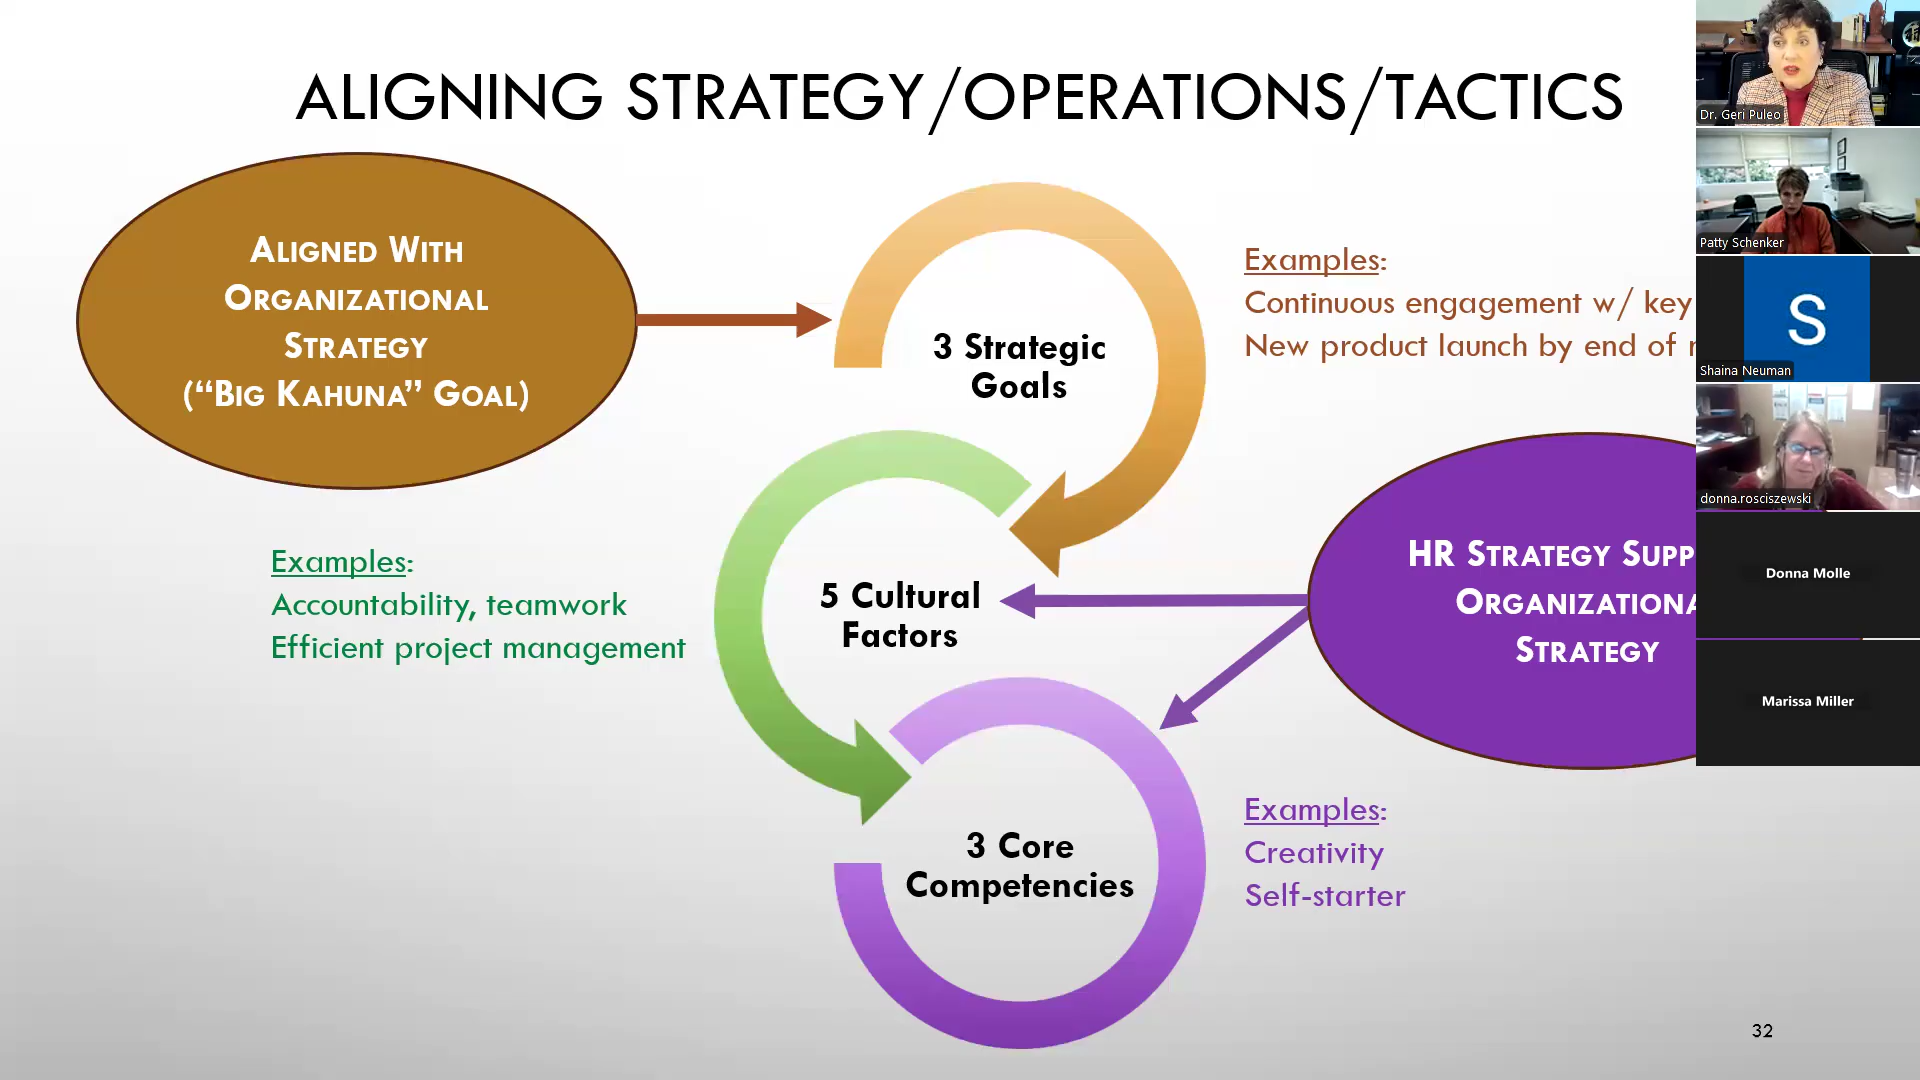 ALIGNING STRATEGY/OPERATIONS/TACTICS
ALIGNED WITH
ORGANIZATIONAL
STRATEGY
(“BIG KAHUNA” GOAL)
3 Strategic
Goals
Examples:
Continuous engagement w/ key
New product launch by end of
Examples:
Accountability, teamwork
Efficient project management
5 Cultural
Factors
HR STRATEGY SUPP
ORGANIZATIONA
STRATEGY
3 Core
Competencies
Examples:
Creativity
Self-starter
32
Dr. Geri Puleo
Patty Schenker
S
Shaina Neuman
donna.rosciszewski
Donna Molle
Marissa Miller